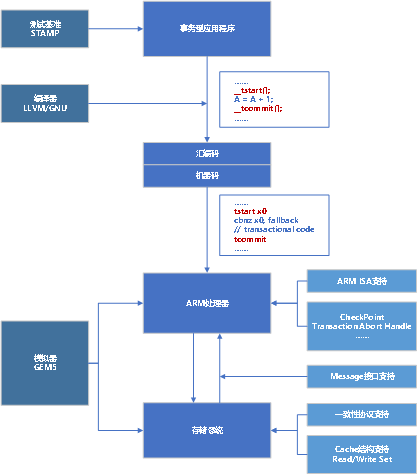 测试基准
STAMP
事务型应用程序
编译器
LLVM/GNU
......
__tstart();
A = A + 1;
__tcommit();
......
汇编码
机器码
......
tstart x0
cbnz x0, fallback
// transactional code
tcommit
......
ARM处理器
ARM ISA支持
CheckPoint
TransactionAbort Handle
......
模拟器
GEM5
Message接口支持
存储系统
一致性协议支持
Cache结构支持
Read/Write Set